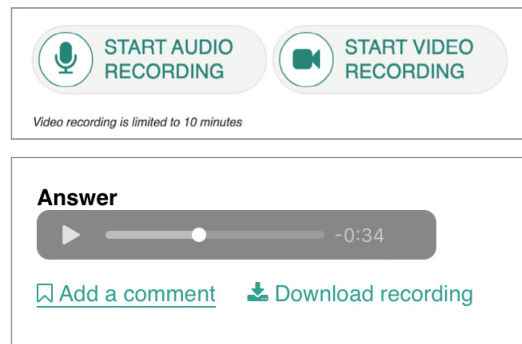 START AUDIO
RECORDING
START VIDEO
RECORDING
Video recording is limited to 10 minutes
Answer
-0:34
Add a comment
Download recording